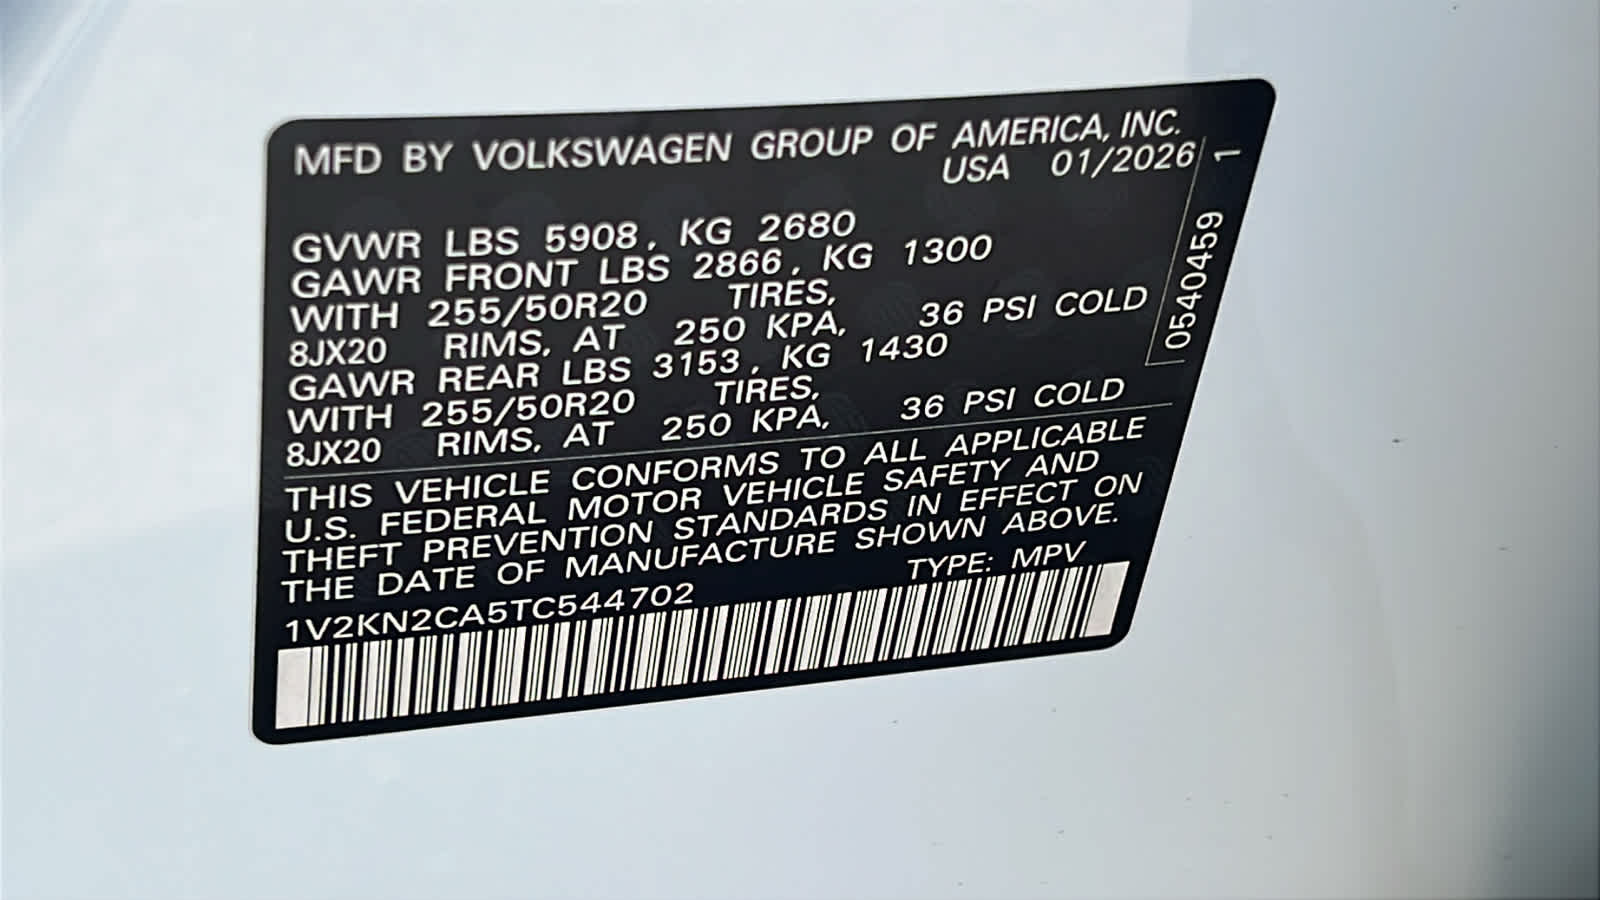 MFD BY VOLKSWAGEN GROUP OF AMERICA, INC.
USA 01/2026
GVWR LBS 5908, KG 2680
GAWR FRONT LBS 2866, KG 1300
WITH 255/50R20 TIRES,
8JX20 RIMS, AT 250 KPA, 36 PSI COLD
GAWR REAR LBS 3153, KG 1430
WITH 255/50R20 TIRES,
8JX20 RIMS, AT 250 KPA, 36 PSI COLD
THIS VEHICLE CONFORMS TO ALL APPLICABLE
U.S. FEDERAL MOTOR VEHICLE SAFETY AND
THEFT PREVENTION STANDARDS IN EFFECT ON
THE DATE OF MANUFACTURE SHOWN ABOVE.
1V2KN2CA5TC544702 TYPE: MPV
0540459 1